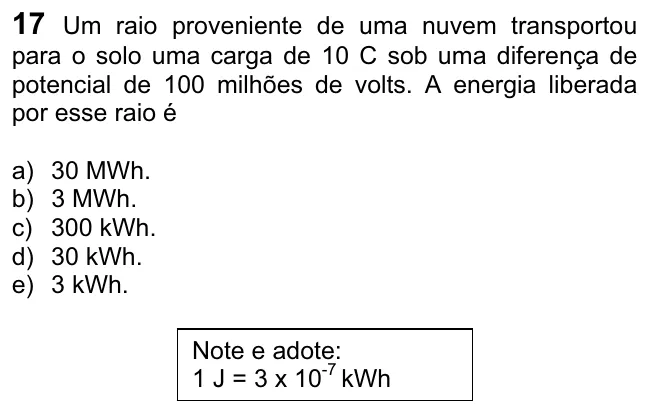 17 Um raio proveniente de uma nuvem transportou
para o solo uma carga de 10 C sob uma diferença de
potencial de 100 milhões de volts. A energia liberada
por esse raio é
a) 30 MWh.
b) 3 MWh.
c) 300 kWh.
d) 30 kWh.
e) 3 kWh.
Note e adote:
1 J = 3 x 10⁻⁷ kWh